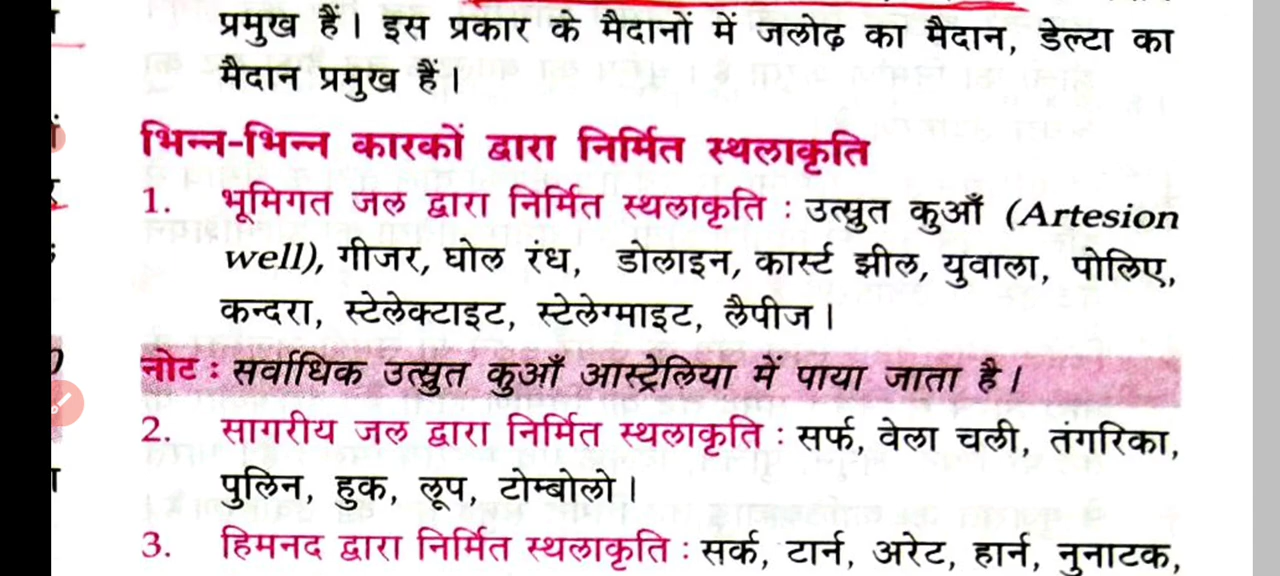 प्रमुख हैं। इस प्रकार के मैदानों में जलोढ़ का मैदान, डेल्टा का
मैदान प्रमुख हैं।
भिन्न-भिन्न कारकों द्वारा निर्मित स्थलाकृति
1. भूमिगत जल द्वारा निर्मित स्थलाकृति : उत्स्रुत कुआँ (Artesion
well), गीजर, घोल रंध्र, डोलाइन, कार्स्ट झील, युवाला, पोलिए,
कन्दरा, स्टेलेक्टाइट, स्टेलेग्माइट, लैपीज।
नोट : सर्वाधिक उत्स्रुत कुआँ आस्ट्रेलिया में पाया जाता है।
2. सागरीय जल द्वारा निर्मित स्थलाकृति : सर्फ, वेला चली, तंगरिका,
पुलिन, हुक, लूप, टोम्बोलो।
3. हिमनद द्वारा निर्मित स्थलाकृति : सर्क, टार्न, अरेट, हार्न, नुनाटक,